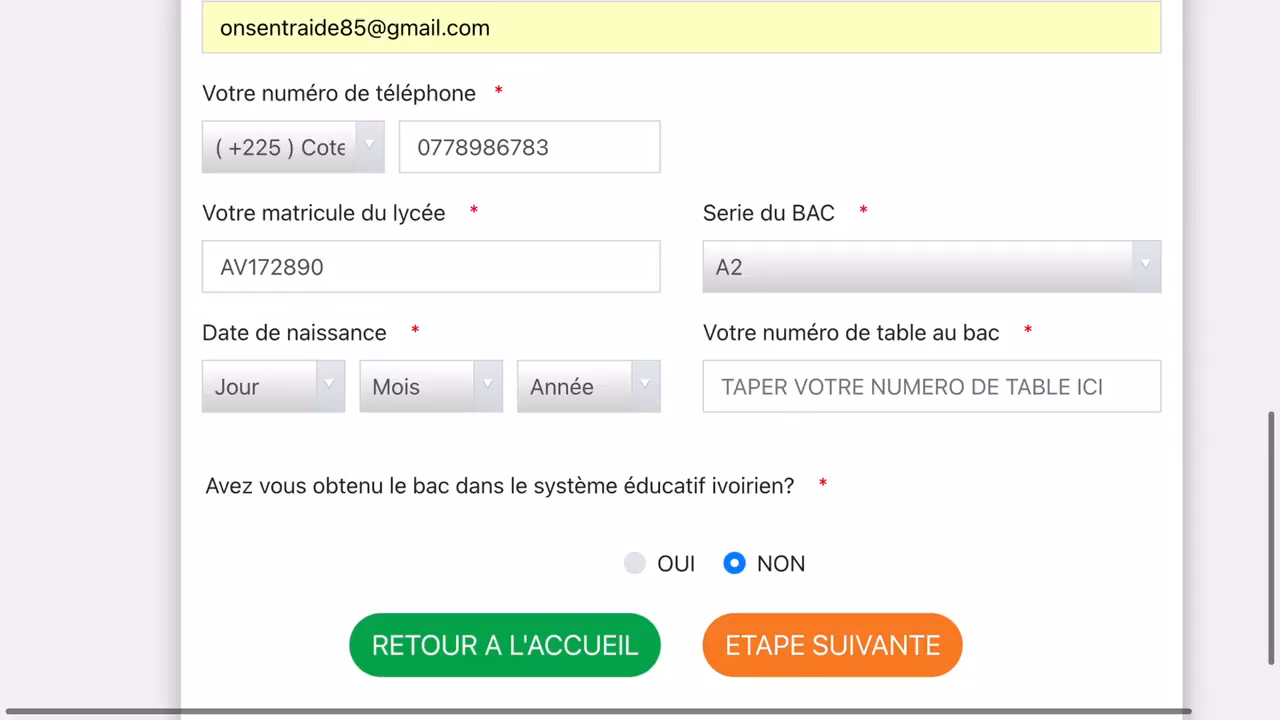 onsentraide85@gmail.com
Votre numéro de téléphone *
( +225 ) Cote 0778986783
Votre matricule du lycée * Serie du BAC *
AV172890 A2
Date de naissance * Votre numéro de table au bac *
Jour Mois Année TAPER VOTRE NUMERO DE TABLE ICI
Avez vous obtenu le bac dans le système éducatif ivoirien? *
OUI NON
RETOUR A L'ACCUEIL ETAPE SUIVANTE